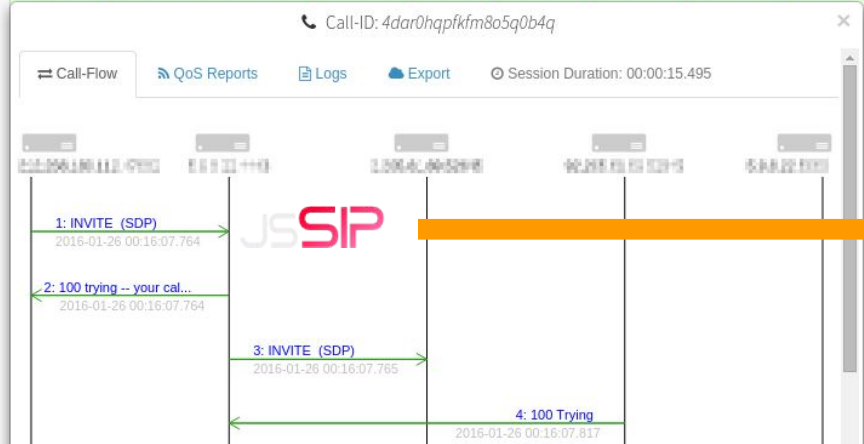 Call-ID: 4dar0hqpfkfm8o5q0b4q ×
Call-Flow QoS Reports Logs Export Session Duration: 00:00:15.495
1: INVITE (SDP)
2016-01-26 00:16:07.764
JSSIP
2: 100 trying -- your cal...
2016-01-26 00:16:07.764
3: INVITE (SDP)
2016-01-26 00:16:07.765
4: 100 Trying
2016-01-26 00:16:07.817